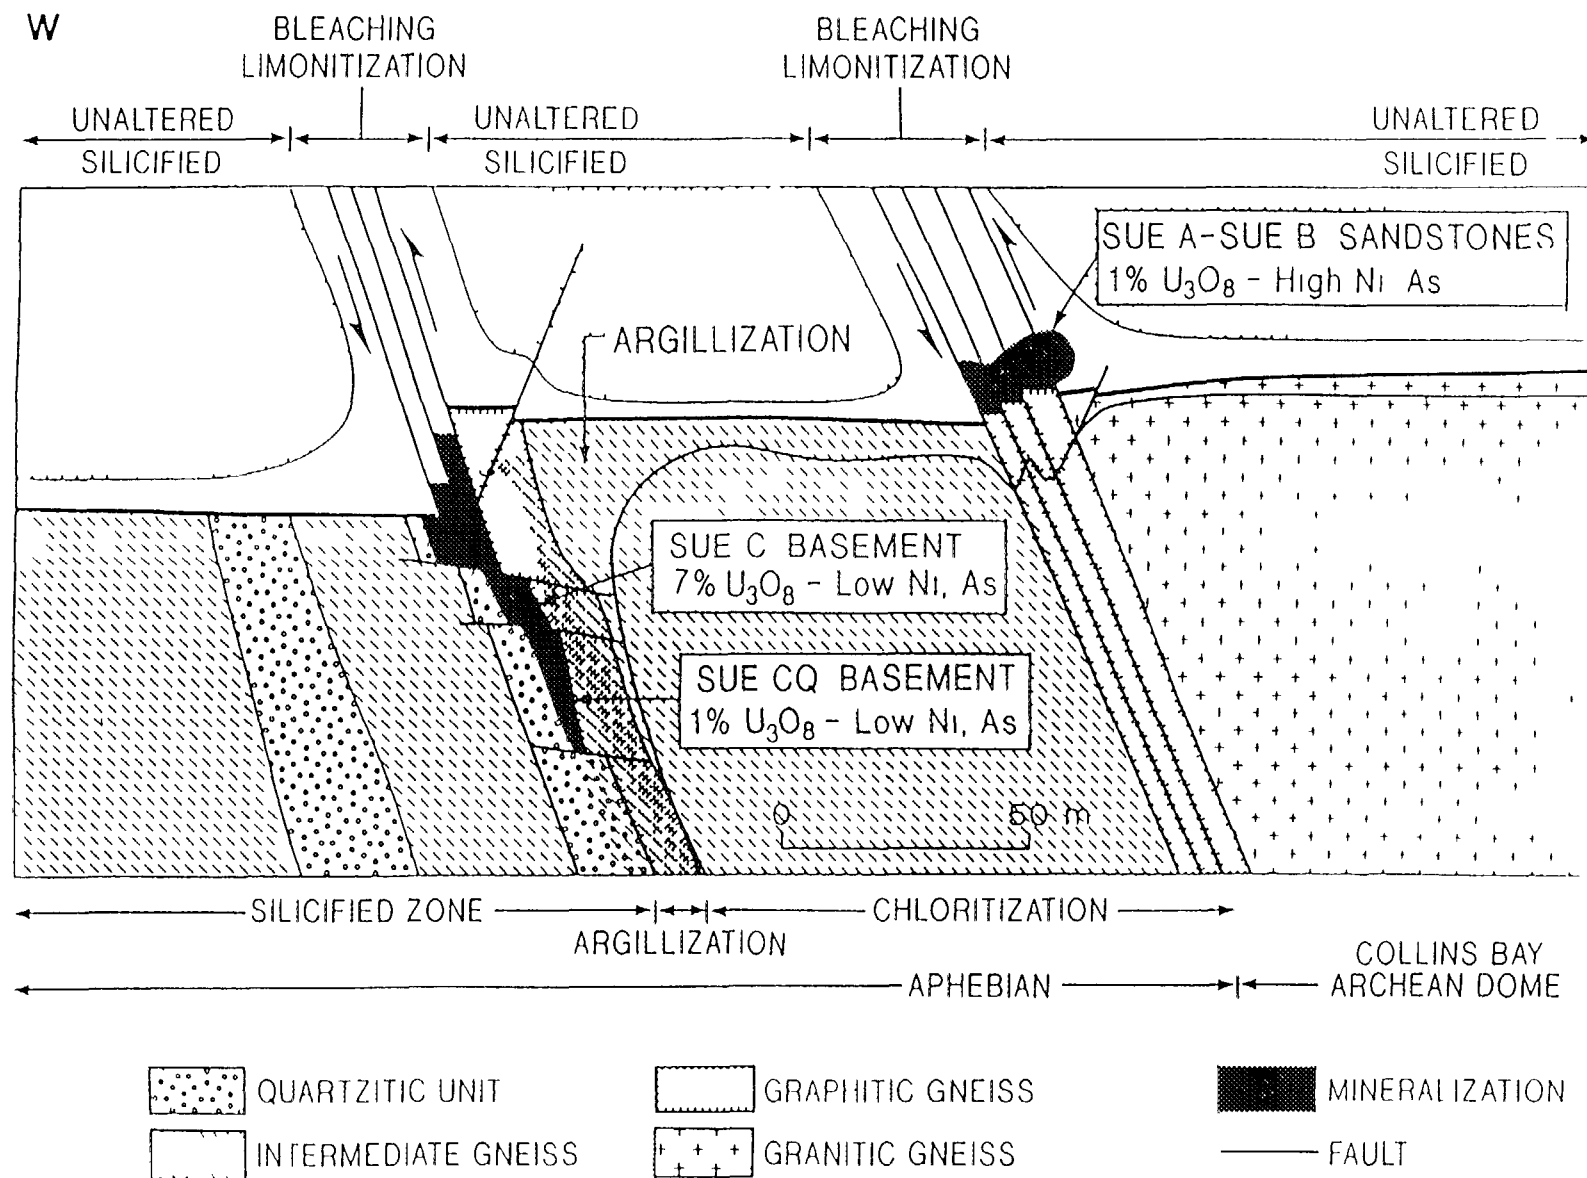 W
BLEACHING
LIMONITIZATION
BLEACHING
LIMONITIZATION
UNALTERED
SILICIFIED
UNALTERED
SILICIFIED
UNALTERED
SILICIFIED
SUE A-SUE B SANDSTONES
1% U₃O₈ - High Ni As
ARGILLIZATION
SUE C BASEMENT
7% U₃O₈ - Low Ni, As
SUE CQ BASEMENT
1% U₃O₈ - Low Ni, As
0 50 m
SILICIFIED ZONE
ARGILLIZATION
CHLORITIZATION
APHEBIAN
COLLINS BAY
ARCHEAN DOME
QUARTZITIC UNIT
GRAPHITIC GNEISS
MINERALIZATION
INTERMEDIATE GNEISS
GRANITIC GNEISS
FAULT